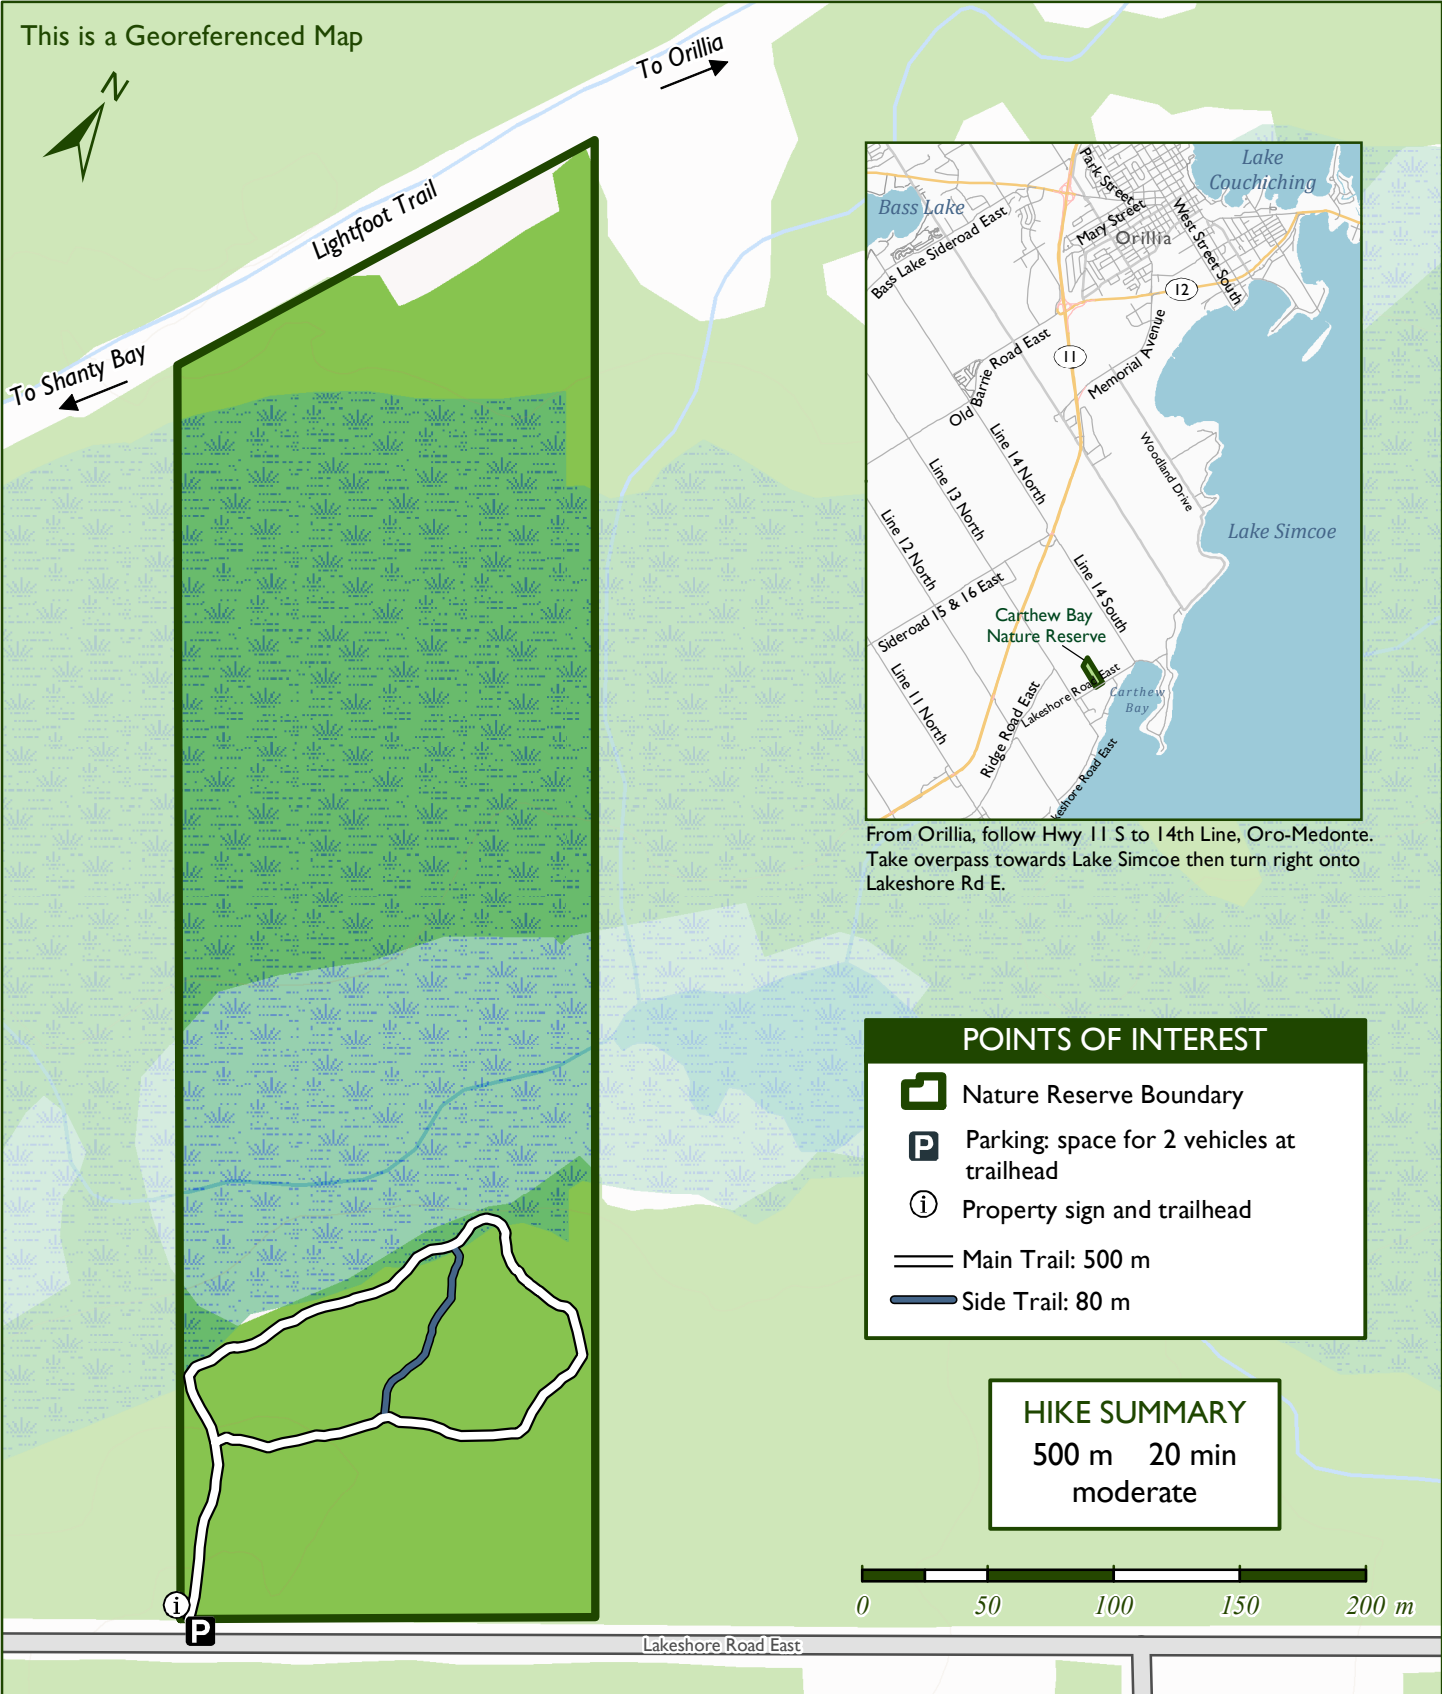 This is a Georeferenced Map
N
To Orillia
Lightfoot Trail
To Shanty Bay
Lake
Couchiching
Bass Lake
Park Street
Mary Street
West Street South
Orillia
Bass Lake Sideroad East
12
11
Old Barrie Road East
Memorial Avenue
Woodland Drive
Line 14 North
Line 13 North
Line 12 North
Lake Simcoe
Sideroad 15 & 16 East
Line 14 South
Carthew Bay
Nature Reserve
Line 11 North
Ridge Road East
Lakeshore Road East
Carthew
Bay
keshore Road East
From Orillia, follow Hwy 11 S to 14th Line, Oro-Medonte.
Take overpass towards Lake Simcoe then turn right onto
Lakeshore Rd E.
POINTS OF INTEREST
Nature Reserve Boundary
P
Parking: space for 2 vehicles at
trailhead
i
Property sign and trailhead
Main Trail: 500 m
Side Trail: 80 m
HIKE SUMMARY
500 m 20 min
moderate
0 50 100 150 200 m
i
P
Lakeshore Road East